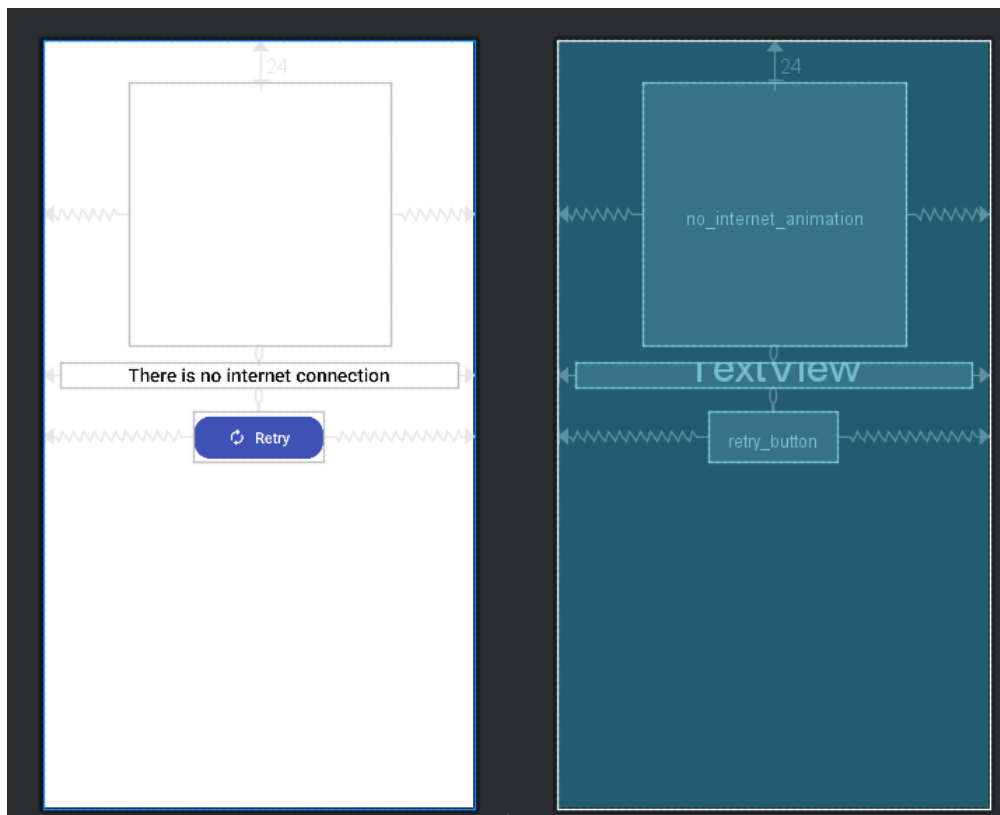 24
There is no internet connection
Retry
24
no_internet_animation
TextView
retry_button